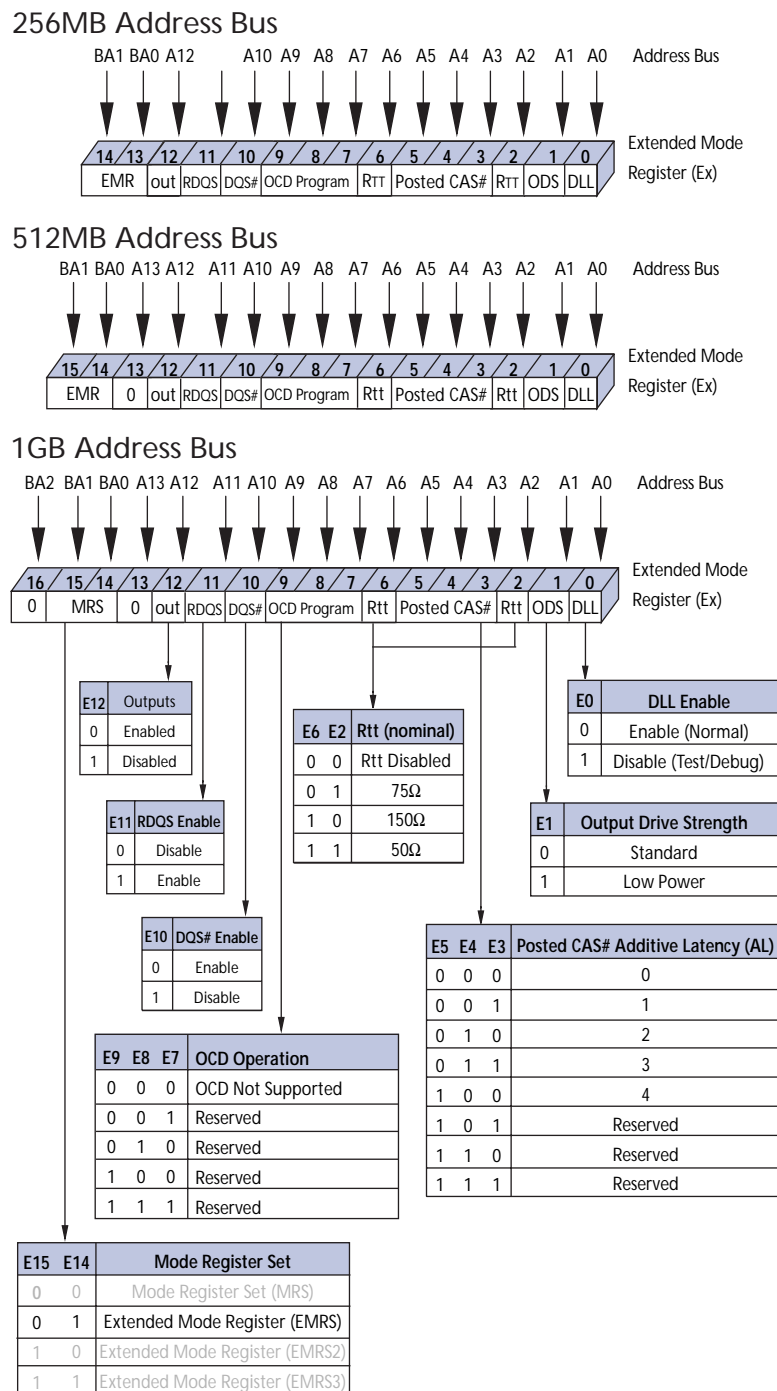 256MB Address Bus
BA1 BA0 A12 A10 A9 A8 A7 A6 A5 A4 A3 A2 A1 A0 Address Bus
14 13 12 11 10 9 8 7 6 5 4 3 2 1 0
EMR out RDQS DQS# OCD Program RTT Posted CAS# RTT ODS DLL
Extended Mode
Register (Ex)
512MB Address Bus
BA1 BA0 A13 A12 A11 A10 A9 A8 A7 A6 A5 A4 A3 A2 A1 A0 Address Bus
15 14 13 12 11 10 9 8 7 6 5 4 3 2 1 0
EMR 0 out RDQS DQS# OCD Program Rtt Posted CAS# Rtt ODS DLL
Extended Mode
Register (Ex)
1GB Address Bus
BA2 BA1 BA0 A13 A12 A11 A10 A9 A8 A7 A6 A5 A4 A3 A2 A1 A0 Address Bus
16 15 14 13 12 11 10 9 8 7 6 5 4 3 2 1 0
0 MRS 0 out RDQS DQS# OCD Program Rtt Posted CAS# Rtt ODS DLL
Extended Mode
Register (Ex)
E12 Outputs
0 Enabled
1 Disabled
E11 RDQS Enable
0 Disable
1 Enable
E10 DQS# Enable
0 Enable
1 Disable
E6 E2 Rtt (nominal)
0 0 Rtt Disabled
0 1 75Ω
1 0 150Ω
1 1 50Ω
E0 DLL Enable
0 Enable (Normal)
1 Disable (Test/Debug)
E1 Output Drive Strength
0 Standard
1 Low Power
E5 E4 E3 Posted CAS# Additive Latency (AL)
0 0 0 0
0 0 1 1
0 1 0 2
0 1 1 3
1 0 0 4
1 0 1 Reserved
1 1 0 Reserved
1 1 1 Reserved
E9 E8 E7 OCD Operation
0 0 0 OCD Not Supported
0 0 1 Reserved
0 1 0 Reserved
1 0 0 Reserved
1 1 1 Reserved
E15 E14 Mode Register Set
0 0 Mode Register Set (MRS)
0 1 Extended Mode Register (EMRS)
1 0 Extended Mode Register (EMRS2)
1 1 Extended Mode Register (EMRS3)